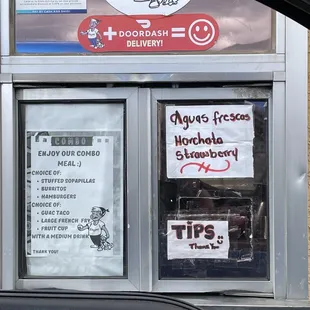 + DOORDASH = 
DELIVERY!
COMBO
ENJOY OUR COMBO
MEAL :)
CHOICE OF:
• STUFFED SOPAPILLAS
• BURRITOS
• HAMBURGERS
CHOICE OF:
• GUAC TACO
• LARGE FRENCH FRY
• FRUIT CUP
WITH A MEDIUM DRINK
THANK YOU!
Aguas frescas
Horchata
Strawberry
TIPS
Thank You